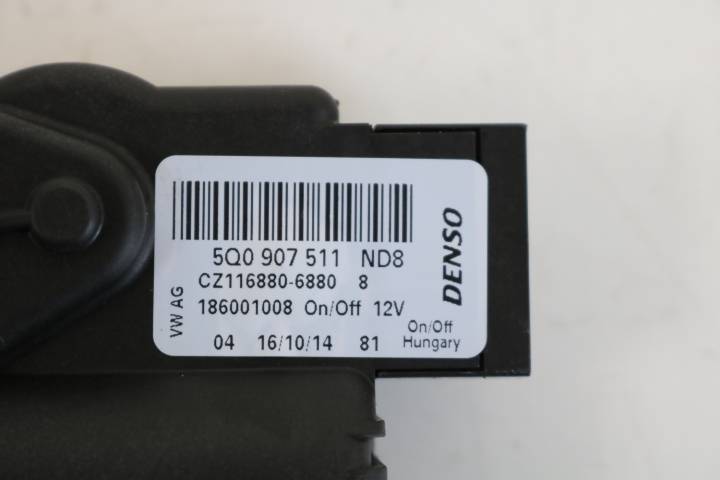 5Q0 907 511 ND8
CZ116880-6880 8
186001008 On/Off 12V
04 16/10/14 81
On/Off
Hungary
VW AG
DENSO